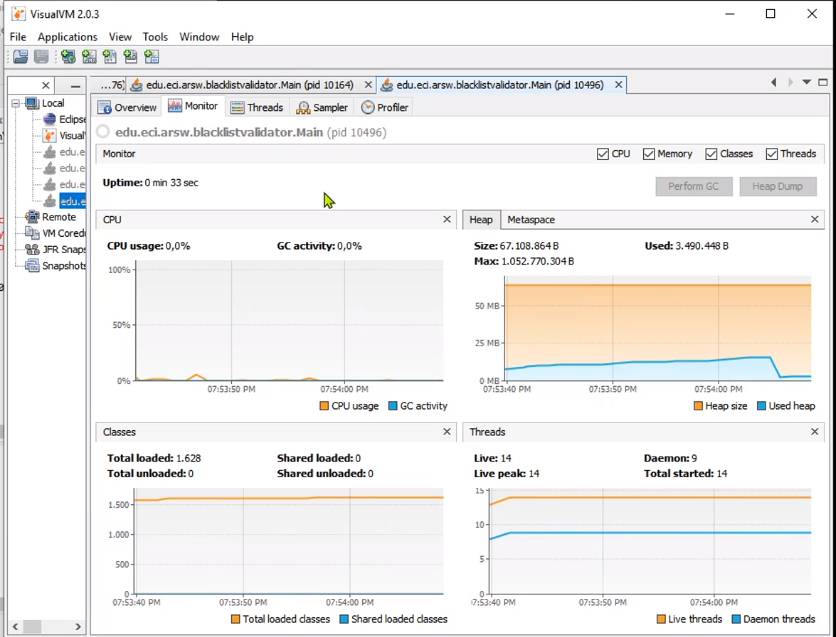 VisualVM 2.0.3
File Applications View Tools Window Help
...76] edu.eci.arsw.blacklistvalidator.Main (pid 10164) edu.eci.arsw.blacklistvalidator.Main (pid 10496)
Local
Eclipse
Visual
edu.e
edu.e
edu.e
edu.e
Remote
VM Coredu
JFR Snaps
Snapshots
Overview Monitor Threads Sampler Profiler
edu.eci.arsw.blacklistvalidator.Main (pid 10496)
Monitor CPU Memory Classes Threads
Uptime: 0 min 33 sec
Perform GC Heap Dump
CPU
CPU usage: 0,0% GC activity: 0,0%
100%
50%
0%
07:53:50 PM 07:54:00 PM
CPU usage GC activity
Heap Metaspace
Size: 67.108.864 B Used: 3.490.448 B
Max: 1.052.770.304 B
50 MB
25 MB
0 MB
07:53:40 PM 07:53:50 PM 07:54:00 PM
Heap size Used heap
Classes
Total loaded: 1.628 Shared loaded: 0
Total unloaded: 0 Shared unloaded: 0
1.500
1.000
500
0
07:53:40 PM 07:53:50 PM 07:54:00 PM
Total loaded classes Shared loaded classes
Threads
Live: 14 Daemon: 9
Live peak: 14 Total started: 14
15
10
5
0
07:53:40 PM 07:53:50 PM 07:54:00 PM
Live threads Daemon threads